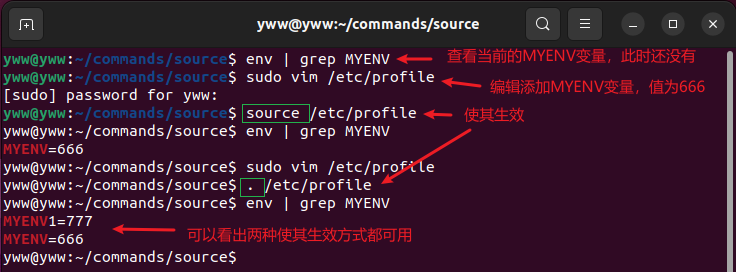 yww@yww:~/commands/source
yww@yww:~/commands/source$ env | grep MYENV 查看当前的MYENV变量，此时还没有
yww@yww:~/commands/source$ sudo vim /etc/profile
[sudo] password for yww: 编辑添加MYENV变量，值为666
yww@yww:~/commands/source$ source /etc/profile 使其生效
yww@yww:~/commands/source$ env | grep MYENV
MYENV=666
yww@yww:~/commands/source$ sudo vim /etc/profile
yww@yww:~/commands/source$ . /etc/profile
yww@yww:~/commands/source$ env | grep MYENV
MYENV1=777
MYENV=666 可以看出两种使其生效方式都可用
yww@yww:~/commands/source$